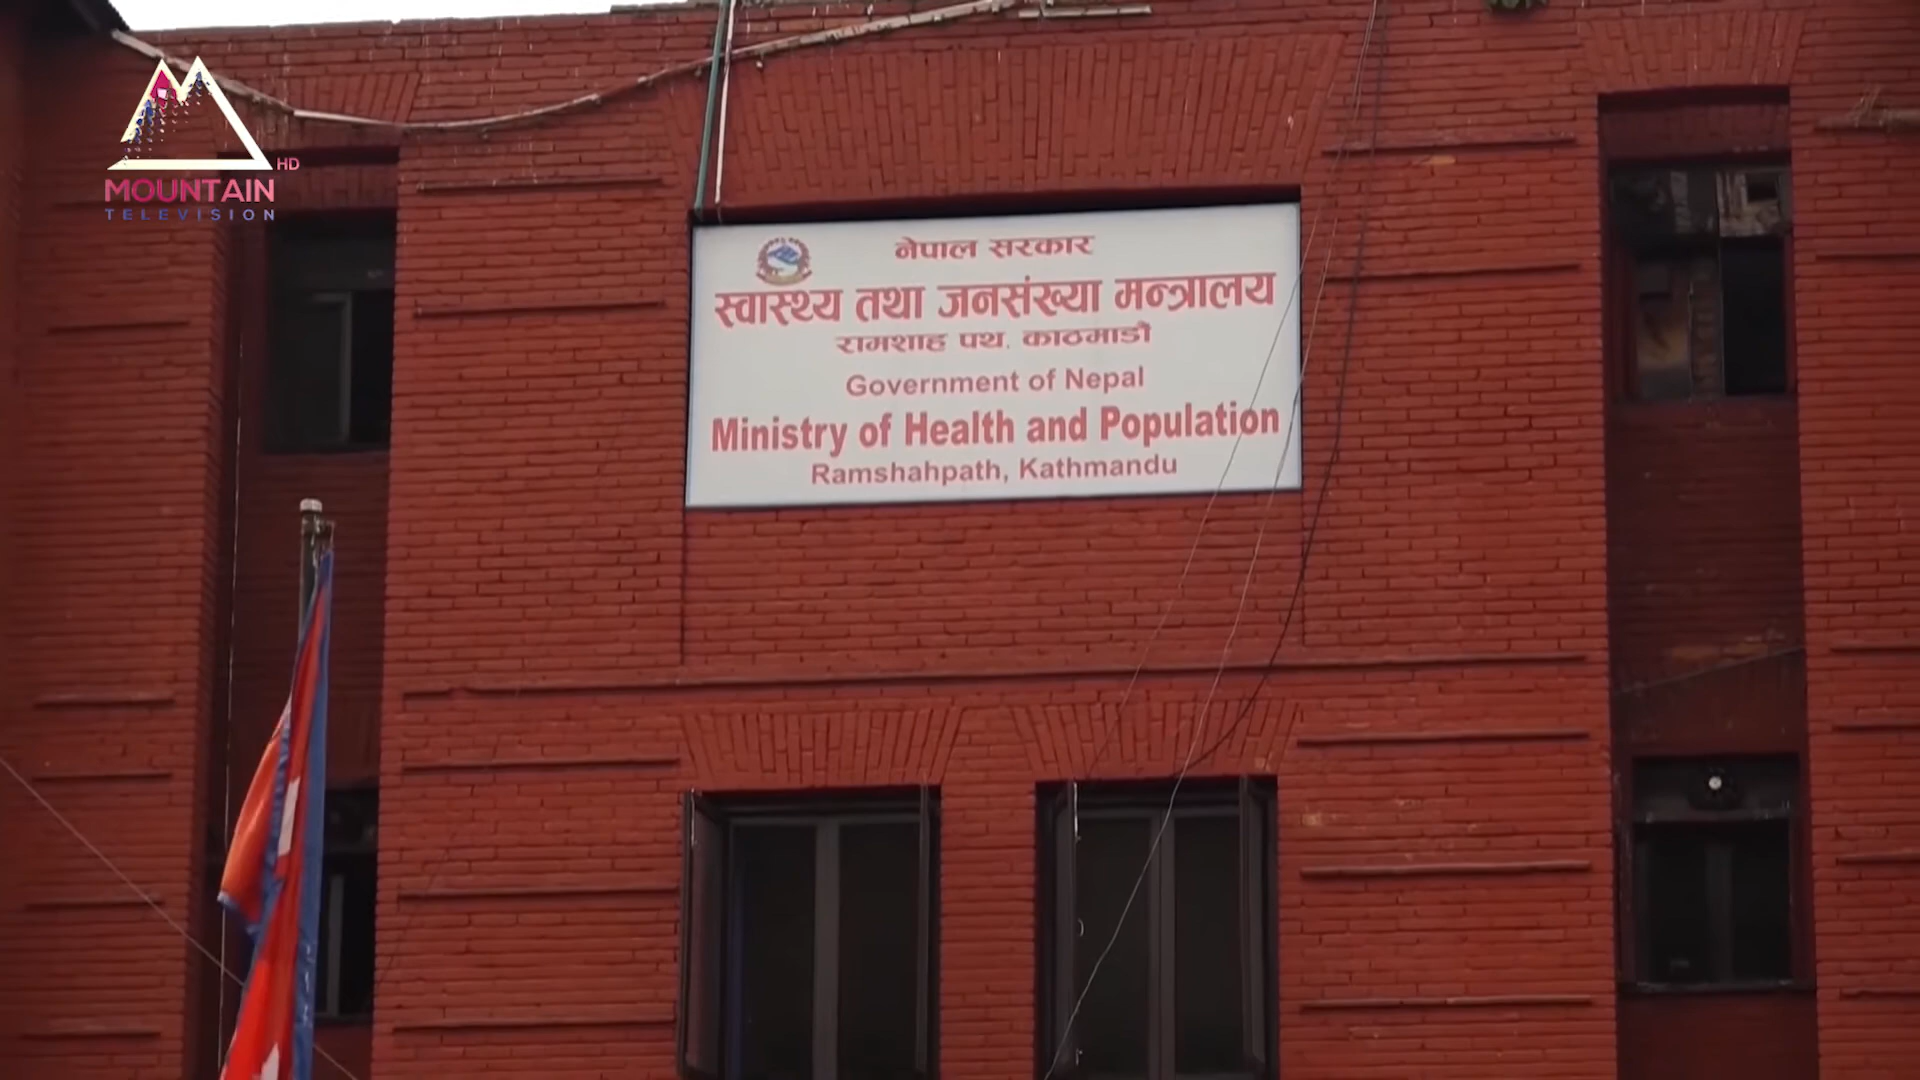 MOUNTAIN HD
TELEVISION
नेपाल सरकार
स्वास्थ्य तथा जनसंख्या मन्त्रालय
रामशाह पथ, काठमाडौं
Government of Nepal
Ministry of Health and Population
Ramshahpath, Kathmandu